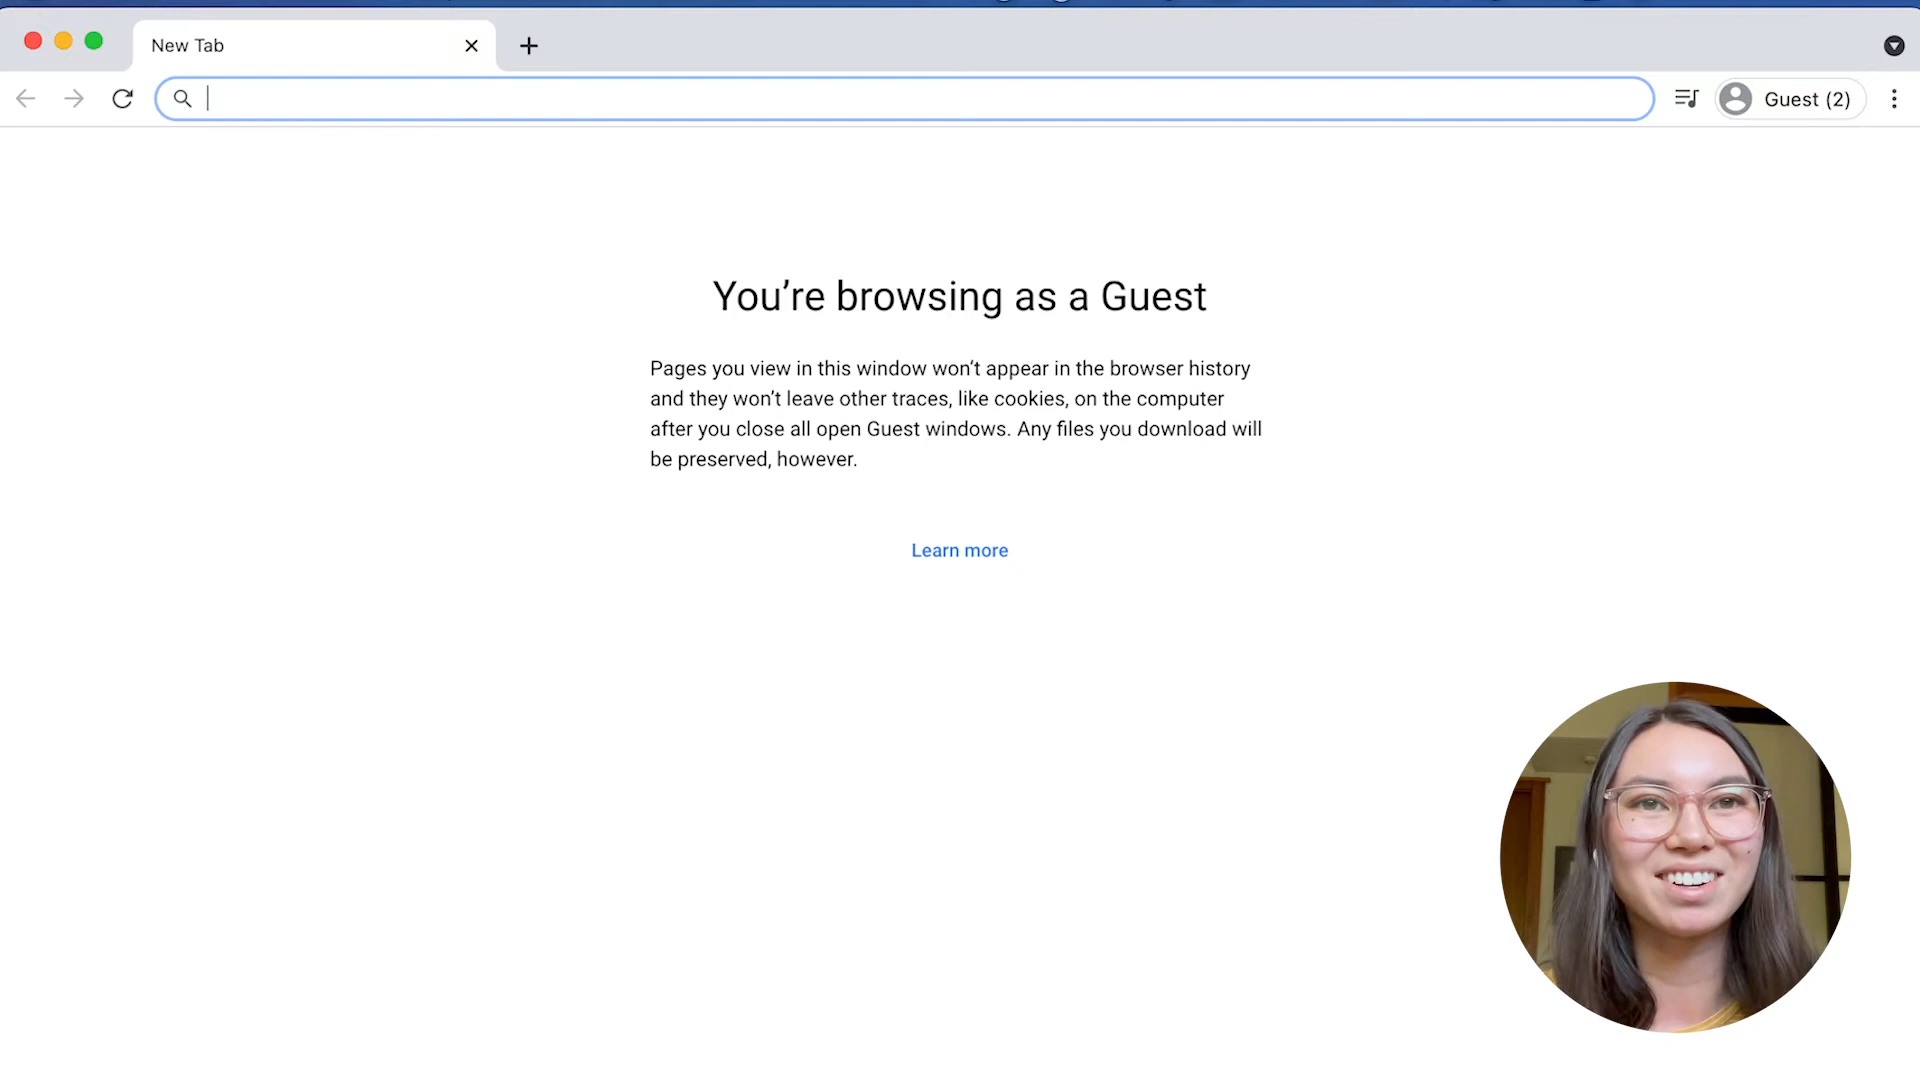 New Tab
Guest (2)
You’re browsing as a Guest
Pages you view in this window won’t appear in the browser history
and they won’t leave other traces, like cookies, on the computer
after you close all open Guest windows. Any files you download will
be preserved, however.
Learn more